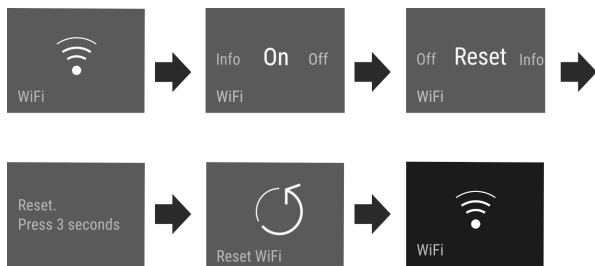 WiFi
Info On Off
WiFi
Off Reset Info
WiFi
Reset.
Press 3 seconds
Reset WiFi
WiFi